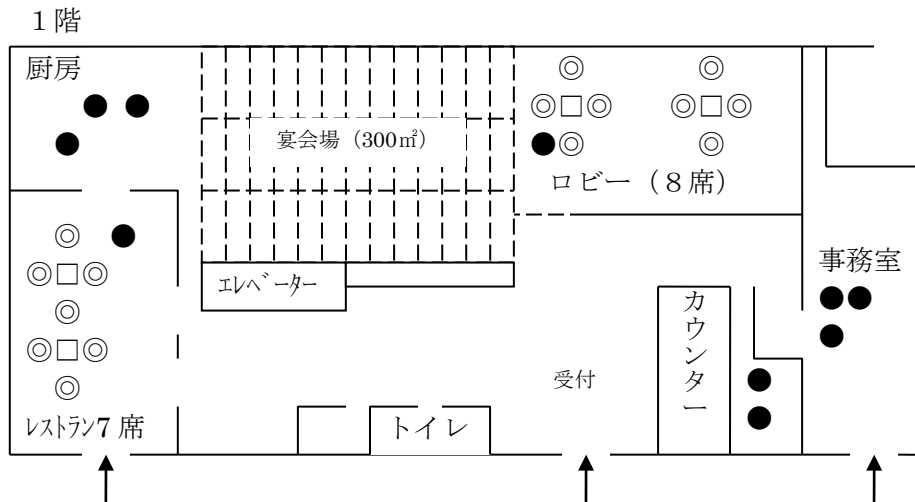 １階
厨房
宴会場（300㎡）
ロビー（８席）
ｴﾚﾍﾞｰﾀｰ
事務室
カウンター
受付
ﾚｽﾄﾗﾝ7 席
トイレ